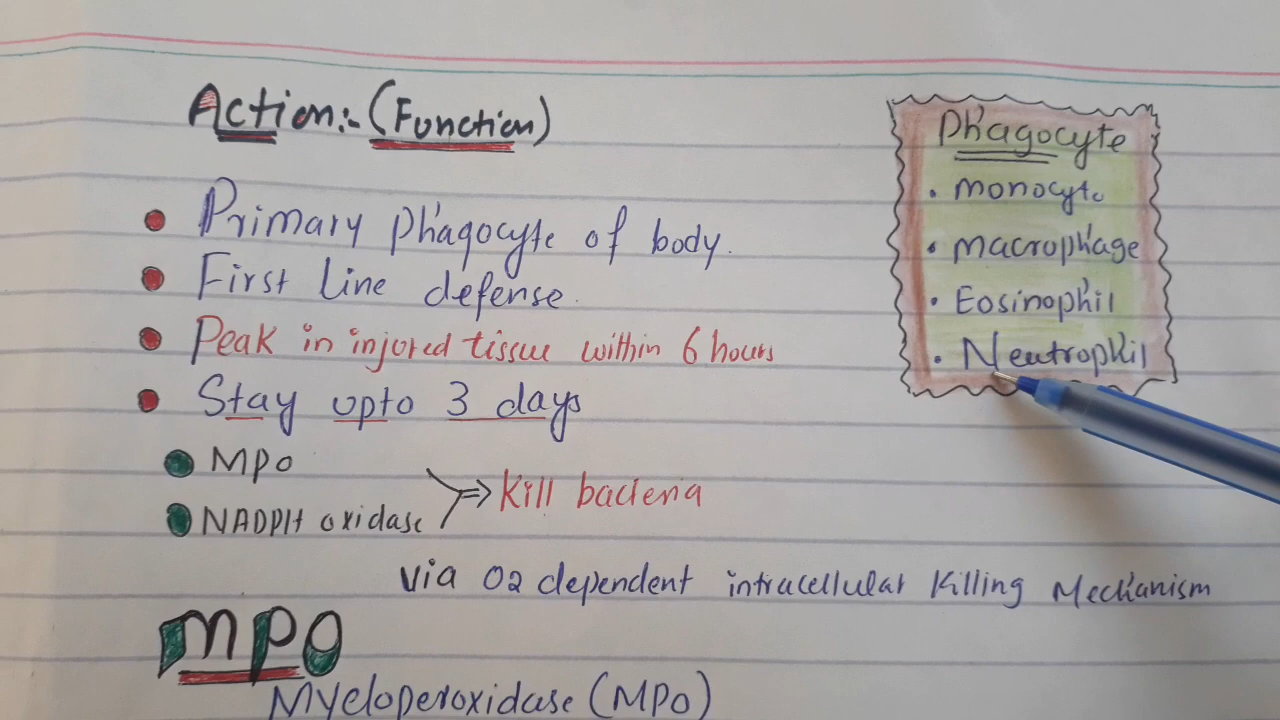 Action:- (Function)
• Primary Phagocyte of body.
• First Line defense.
• Peak in injured tissue within 6 hours
• Stay upto 3 days
• MPO
• NADPH oxidase
⇒ Kill bacteria
via O2 dependent intracellular Killing Mechanism
MPO
Myeloperoxidase (MPO)
Phagocyte
• monocyte
• macrophage
• Eosinophil
• Neutrophil